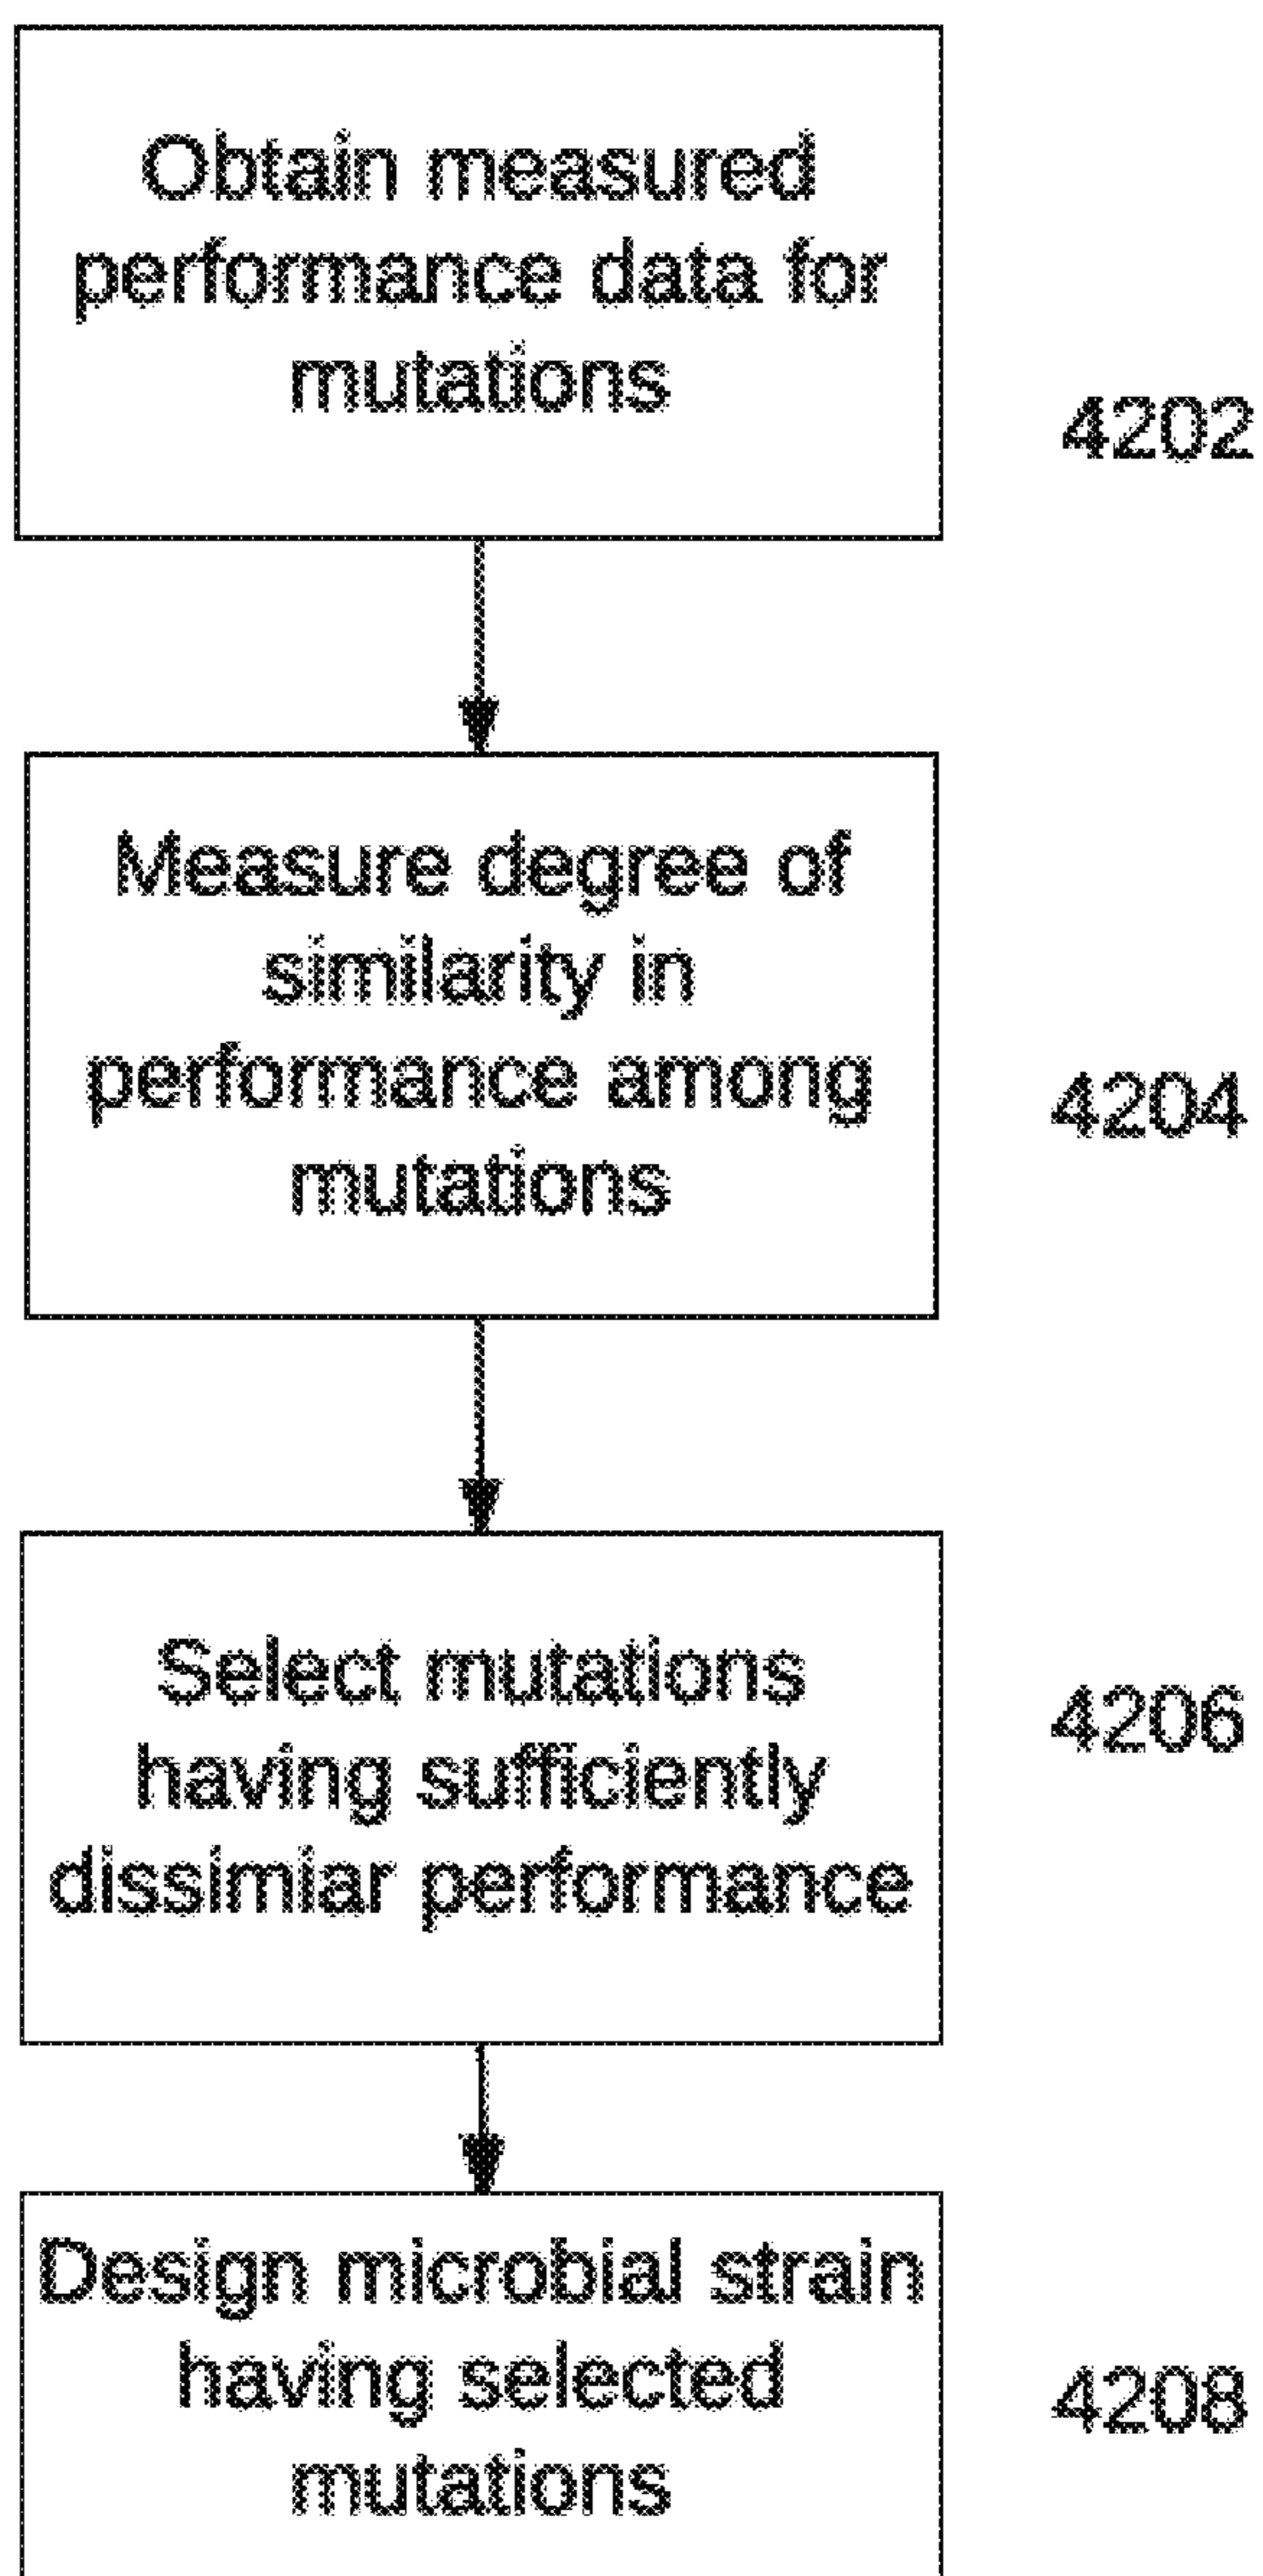 Obtain measured
performance data for
mutations
4202
Measure degree of
similarity in
performance among
mutations
4204
Select mutations
having sufficiently
dissimiar performance
4206
Design microbial strain
having selected
mutations
4208